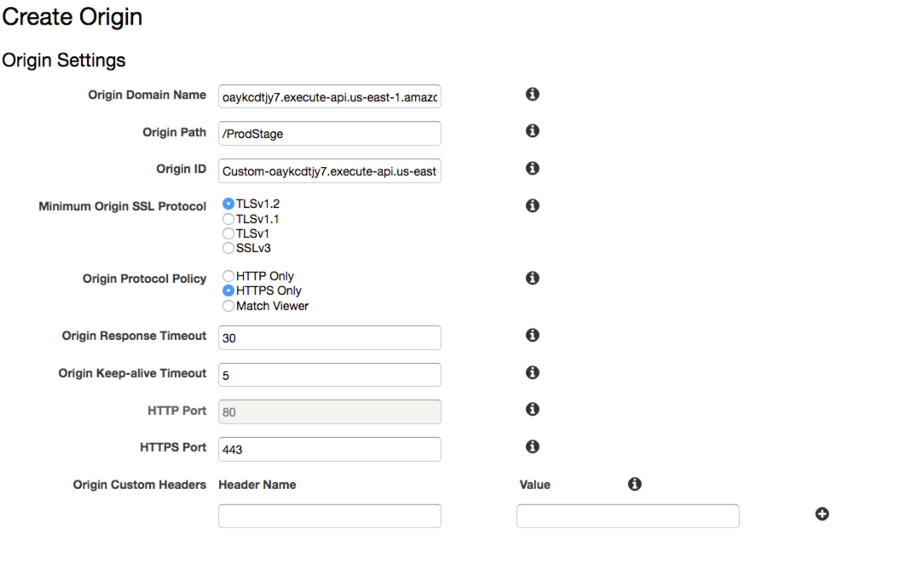 Create Origin
Origin Settings
Origin Domain Name oaykcdtjy7.execute-api.us-east-1.amazc
Origin Path /ProdStage
Origin ID Custom-oaykcdtjy7.execute-api.us-east
Minimum Origin SSL Protocol TLSv1.2
TLSv1.1
TLSv1
SSLv3
Origin Protocol Policy HTTP Only
HTTPS Only
Match Viewer
Origin Response Timeout 30
Origin Keep-alive Timeout 5
HTTP Port 80
HTTPS Port 443
Origin Custom Headers Header Name Value